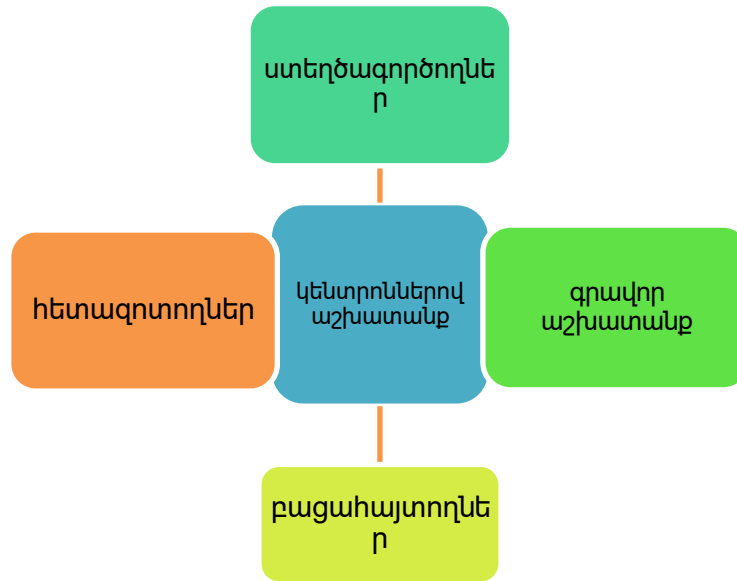 ստեղծագործողնե
ր
հետազոտողներ
կենտրոններով
աշխատանք
գրավոր
աշխատանք
բացահայտողնե
ր